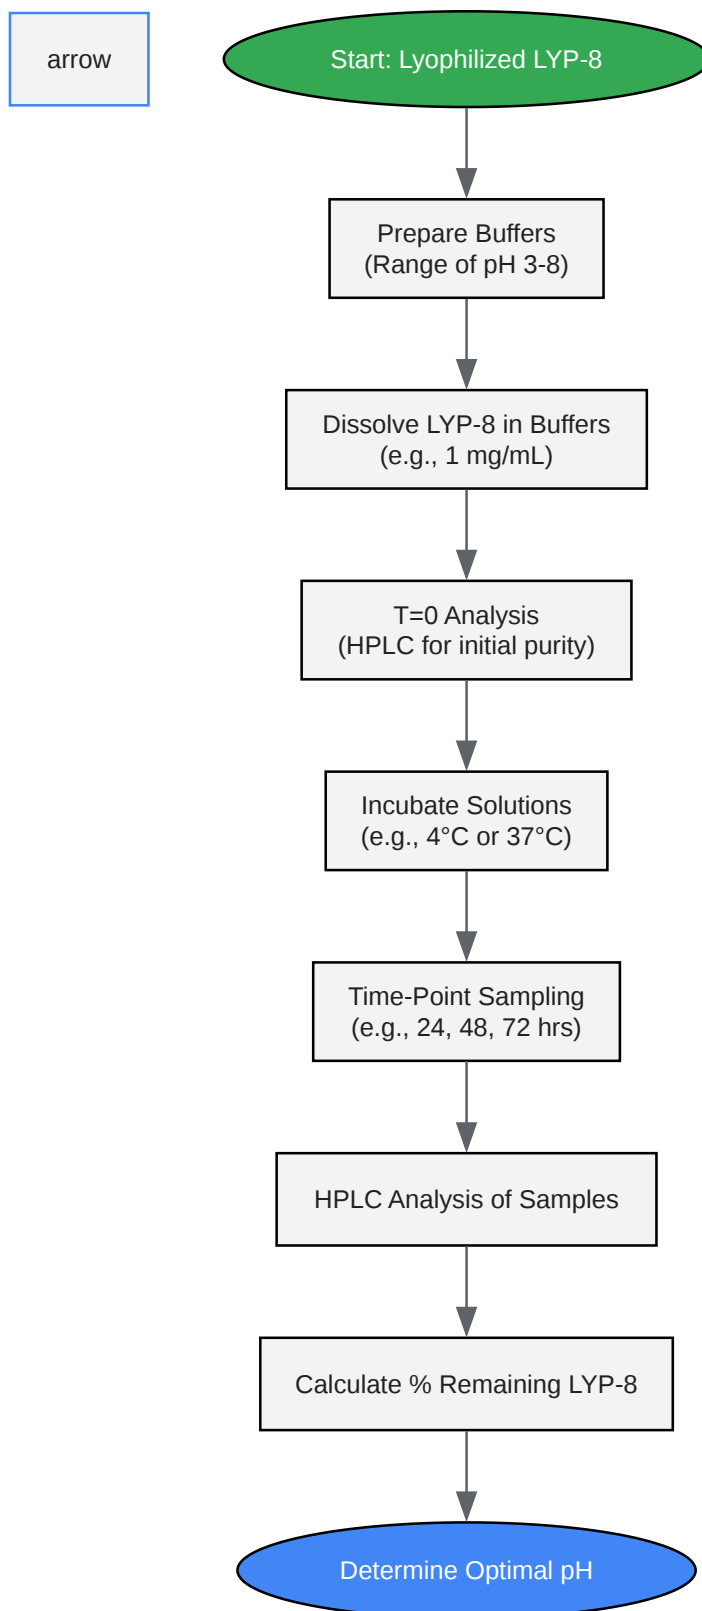 arrow
Start: Lyophilized LYP-8
Prepare Buffers
(Range of pH 3-8)
Dissolve LYP-8 in Buffers
(e.g., 1 mg/mL)
T=0 Analysis
(HPLC for initial purity)
Incubate Solutions
(e.g., 4°C or 37°C)
Time-Point Sampling
(e.g., 24, 48, 72 hrs)
HPLC Analysis of Samples
Calculate % Remaining LYP-8
Determine Optimal pH